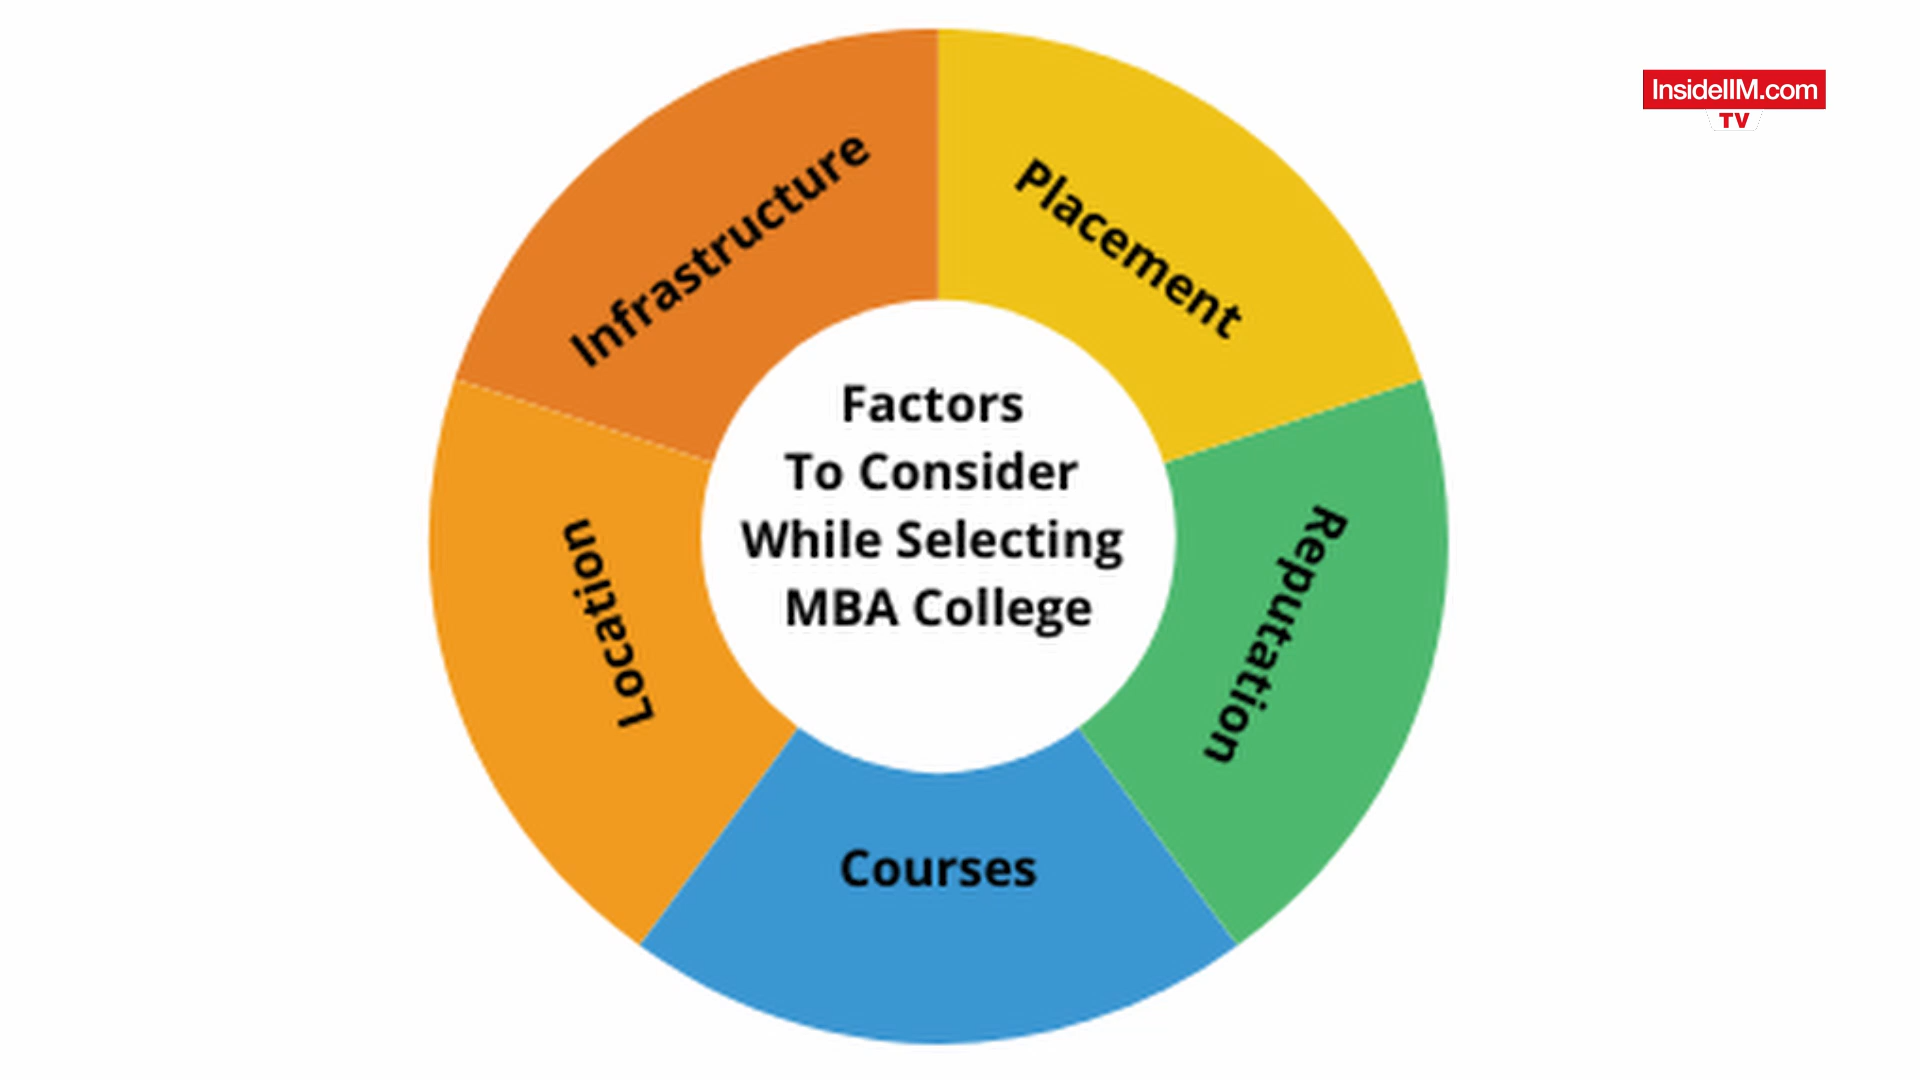 InsideIIM.com
TV
Infrastructure
Placement
Factors
To Consider
While Selecting
MBA College
Location
Reputation
Courses